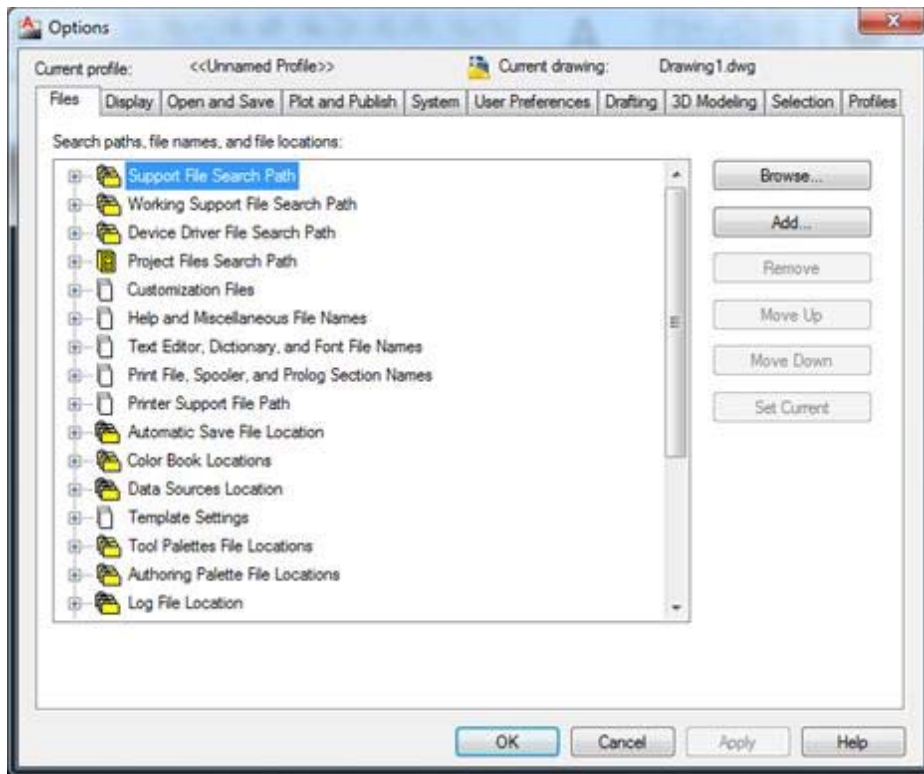 Options
Current profile: <<Unnamed Profile>> Current drawing: Drawing1.dwg
Files Display Open and Save Plot and Publish System User Preferences Drafting 3D Modeling Selection Profiles
Search paths, file names, and file locations:
Support File Search Path
Working Support File Search Path
Device Driver File Search Path
Project Files Search Path
Customization Files
Help and Miscellaneous File Names
Text Editor, Dictionary, and Font File Names
Print File, Spooler, and Prolog Section Names
Printer Support File Path
Automatic Save File Location
Color Book Locations
Data Sources Location
Template Settings
Tool Palettes File Locations
Authoring Palette File Locations
Log File Location
Browse...
Add...
Remove
Move Up
Move Down
Set Current
OK Cancel Apply Help